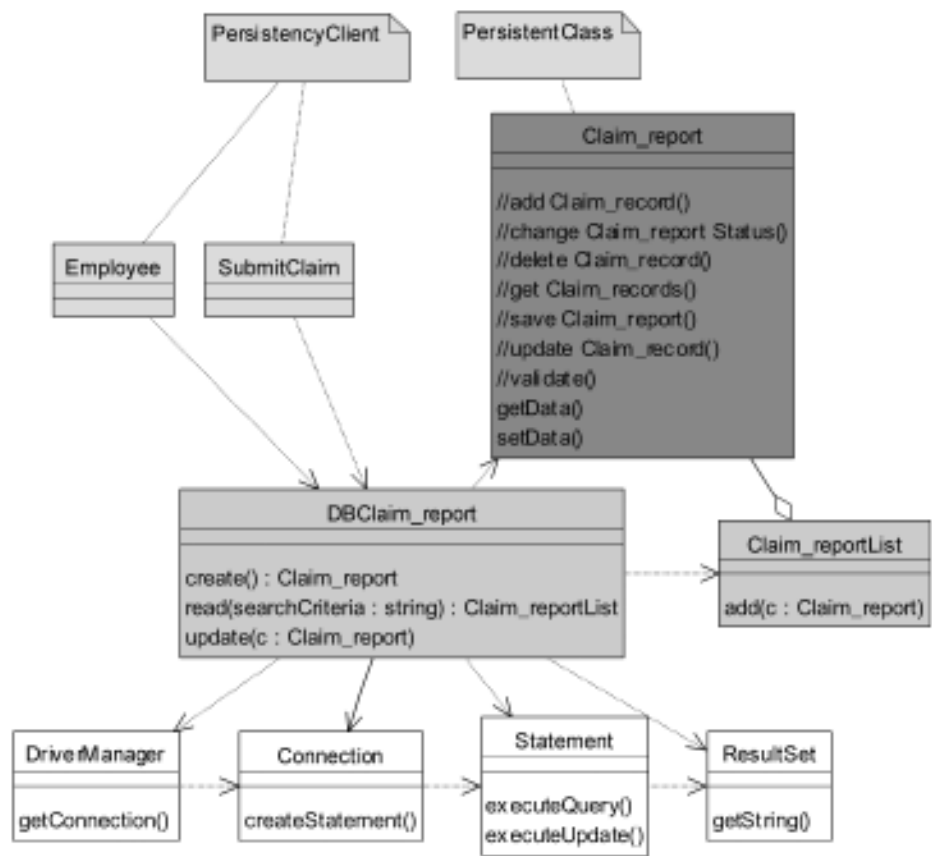 PersistencyClient
PersistentClass
Claim_report
//add Claim_record()
//change Claim_report Status()
//delete Claim_record()
//get Claim_records()
//save Claim_report()
//update Claim_record()
//validate()
getData()
setData()
Employee
SubmitClaim
DBClaim_report
create() : Claim_report
read(searchCriteria : string) : Claim_reportList
update(c : Claim_report)
Claim_reportList
add(c : Claim_report)
DriverManager
getConnection()
Connection
createStatement()
Statement
executeQuery()
executeUpdate()
ResultSet
getString()